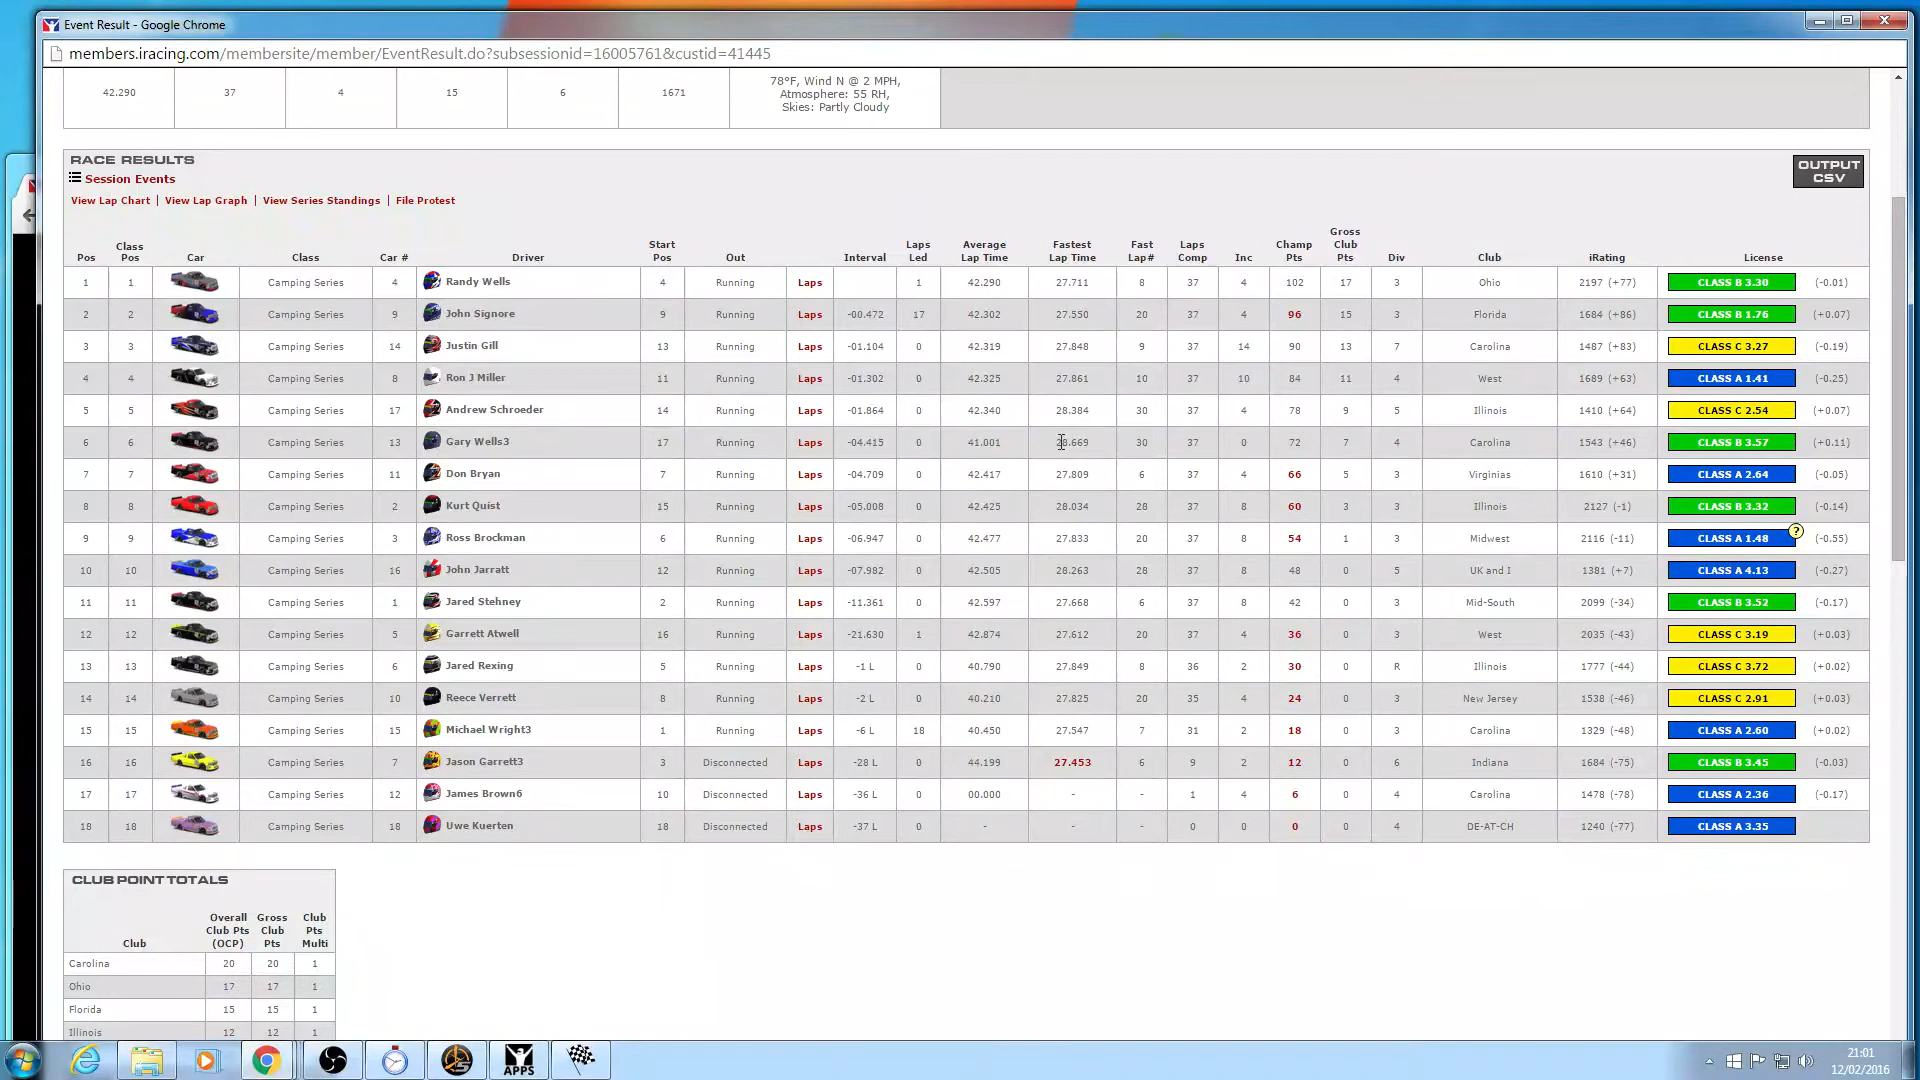 Event Result - Google Chrome
members.iracing.com/membersite/member/EventResult.do?subsessionid=16005761&custid=41445
42.290 37 4 15 6 1671 78°F, Wind N @ 2 MPH,
Atmosphere: 55 RH,
Skies: Partly Cloudy
RACE RESULTS
OUTPUT
CSV
Session Events
View Lap Chart | View Lap Graph | View Series Standings | File Protest
Pos Class Pos Car Class Car # Driver Start Pos Out Interval Laps Led Average Lap Time Fastest Lap Time Fast Lap# Laps Comp Inc Champ Pts Gross Club Pts Div Club iRating License
1 1 Camping Series 4 Randy Wells 4 Running Laps 1 42.290 27.711 8 37 4 102 17 3 Ohio 2197 (+77) CLASS B 3.30 (-0.01)
2 2 Camping Series 9 John Signore 9 Running Laps -00.472 17 42.302 27.550 20 37 4 96 15 3 Florida 1684 (+86) CLASS B 1.76 (+0.07)
3 3 Camping Series 14 Justin Gill 13 Running Laps -01.104 0 42.319 27.848 9 37 14 90 13 7 Carolina 1487 (+83) CLASS C 3.27 (-0.19)
4 4 Camping Series 8 Ron J Miller 11 Running Laps -01.302 0 42.325 27.861 10 37 10 84 11 4 West 1689 (+63) CLASS A 1.41 (-0.25)
5 5 Camping Series 17 Andrew Schroeder 14 Running Laps -01.864 0 42.340 28.384 30 37 4 78 9 5 Illinois 1410 (+64) CLASS C 2.54 (+0.07)
6 6 Camping Series 13 Gary Wells3 17 Running Laps -04.415 0 41.001 28.669 30 37 0 72 7 4 Carolina 1543 (+46) CLASS B 3.57 (+0.11)
7 7 Camping Series 11 Don Bryan 7 Running Laps -04.709 0 42.417 27.809 6 37 4 66 5 3 Virginias 1610 (+31) CLASS A 2.64 (-0.05)
8 8 Camping Series 2 Kurt Quist 15 Running Laps -05.008 0 42.425 28.034 28 37 8 60 3 3 Illinois 2127 (-1) CLASS B 3.32 (-0.14)
9 9 Camping Series 3 Ross Brockman 6 Running Laps -06.947 0 42.477 27.833 20 37 8 54 1 3 Midwest 2116 (-11) CLASS A 1.48 ? (-0.55)
10 10 Camping Series 16 John Jarratt 12 Running Laps -07.982 0 42.505 28.263 28 37 8 48 0 5 UK and I 1381 (+7) CLASS A 4.13 (-0.27)
11 11 Camping Series 1 Jared Stehney 2 Running Laps -11.361 0 42.597 27.668 6 37 8 42 0 3 Mid-South 2099 (-34) CLASS B 3.52 (-0.17)
12 12 Camping Series 5 Garrett Atwell 16 Running Laps -21.630 1 42.874 27.612 20 37 4 36 0 3 West 2035 (-43) CLASS C 3.19 (+0.03)
13 13 Camping Series 6 Jared Rexing 5 Running Laps -1 L 0 40.790 27.849 8 36 2 30 0 R Illinois 1777 (-44) CLASS C 3.72 (+0.02)
14 14 Camping Series 10 Reece Verrett 8 Running Laps -2 L 0 40.210 27.825 20 35 4 24 0 3 New Jersey 1538 (-46) CLASS C 2.91 (+0.03)
15 15 Camping Series 15 Michael Wright3 1 Running Laps -6 L 18 40.450 27.547 7 31 2 18 0 3 Carolina 1329 (-48) CLASS A 2.60 (+0.02)
16 16 Camping Series 7 Jason Garrett3 3 Disconnected Laps -28 L 0 44.199 27.453 6 9 2 12 0 6 Indiana 1684 (-75) CLASS B 3.45 (-0.03)
17 17 Camping Series 12 James Brown6 10 Disconnected Laps -36 L 0 00.000 - - 1 4 6 0 4 Carolina 1478 (-78) CLASS A 2.36 (-0.17)
18 18 Camping Series 18 Uwe Kuerten 18 Disconnected Laps -37 L 0 - - - 0 0 0 0 4 DE-AT-CH 1240 (-77) CLASS A 3.35
CLUB POINT TOTALS
Club Overall Club Pts (OCP) Gross Club Pts Club Pts Multi
Carolina 20 20 1
Ohio 17 17 1
Florida 15 15 1
Illinois 12 12 1
APPS
21:01
12/02/2016